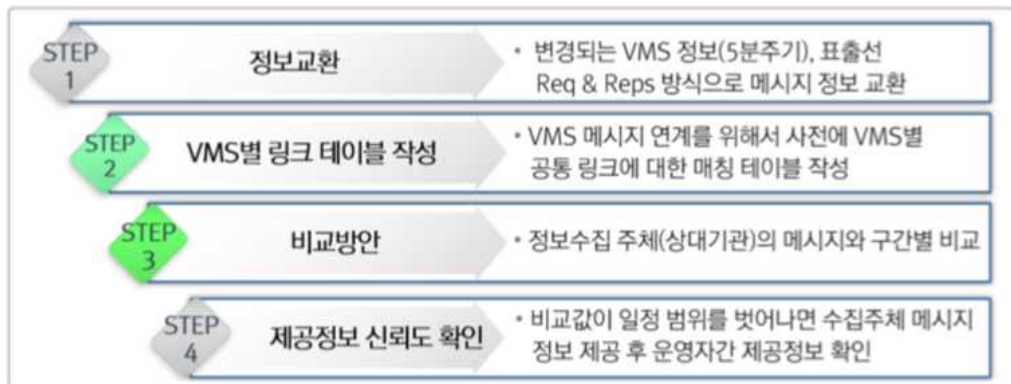 STEP
1
정보교환
• 변경되는 VMS 정보(5분주기), 표출선
Req & Reps 방식으로 메시지 정보 교환
STEP
2
VMS별 링크 테이블 작성
• VMS 메시지 연계를 위해서 사전에 VMS별
공통 링크에 대한 매칭 테이블 작성
STEP
3
비교방안
• 정보수집 주체(상대기관)의 메시지와 구간별 비교
STEP
4
제공정보 신뢰도 확인
• 비교값이 일정 범위를 벗어나면 수집주체 메시지
정보 제공 후 운영자간 제공정보 확인